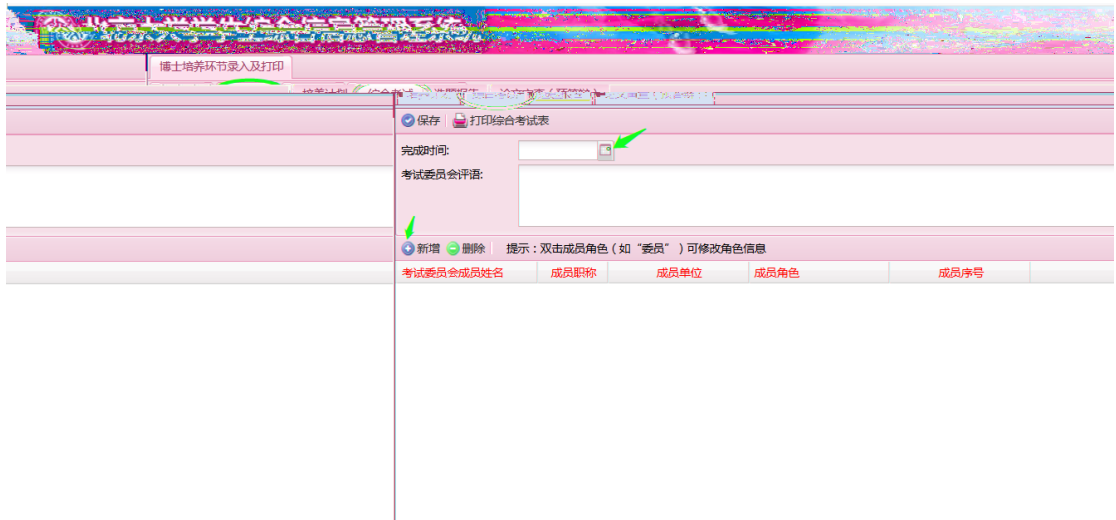 博士培养环节录入及打印
保存 打印综合考试表
完成时间:
考试委员会评语:
新增 删除 提示：双击成员角色（如“委员”）可修改角色信息
考试委员会成员姓名 成员职称 成员单位 成员角色 成员序号